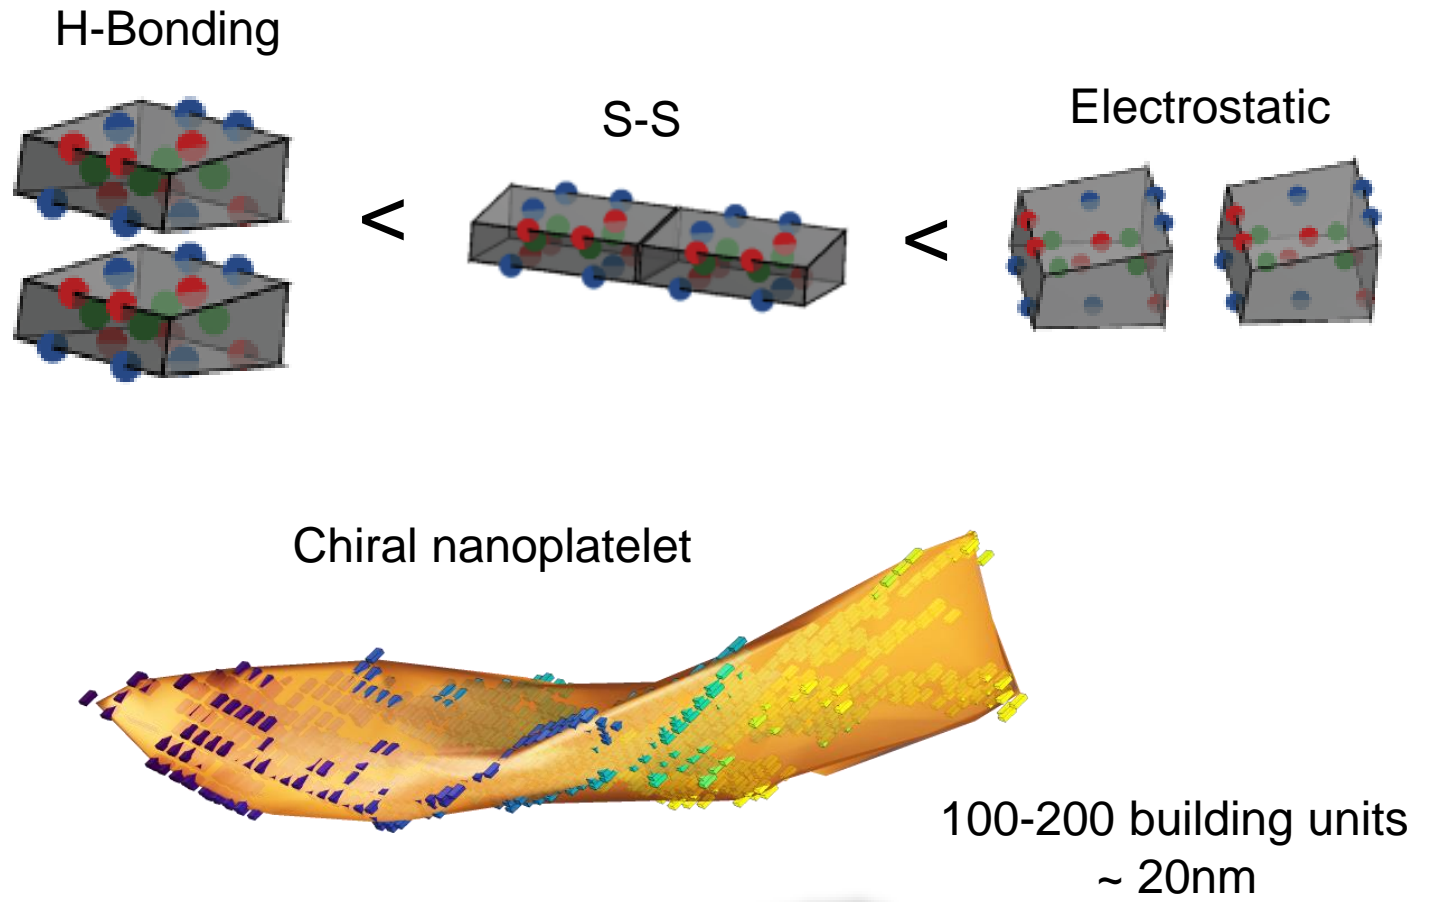 H-Bonding
<
S-S
<
Electrostatic
Chiral nanoplatelet
100-200 building units
~ 20nm